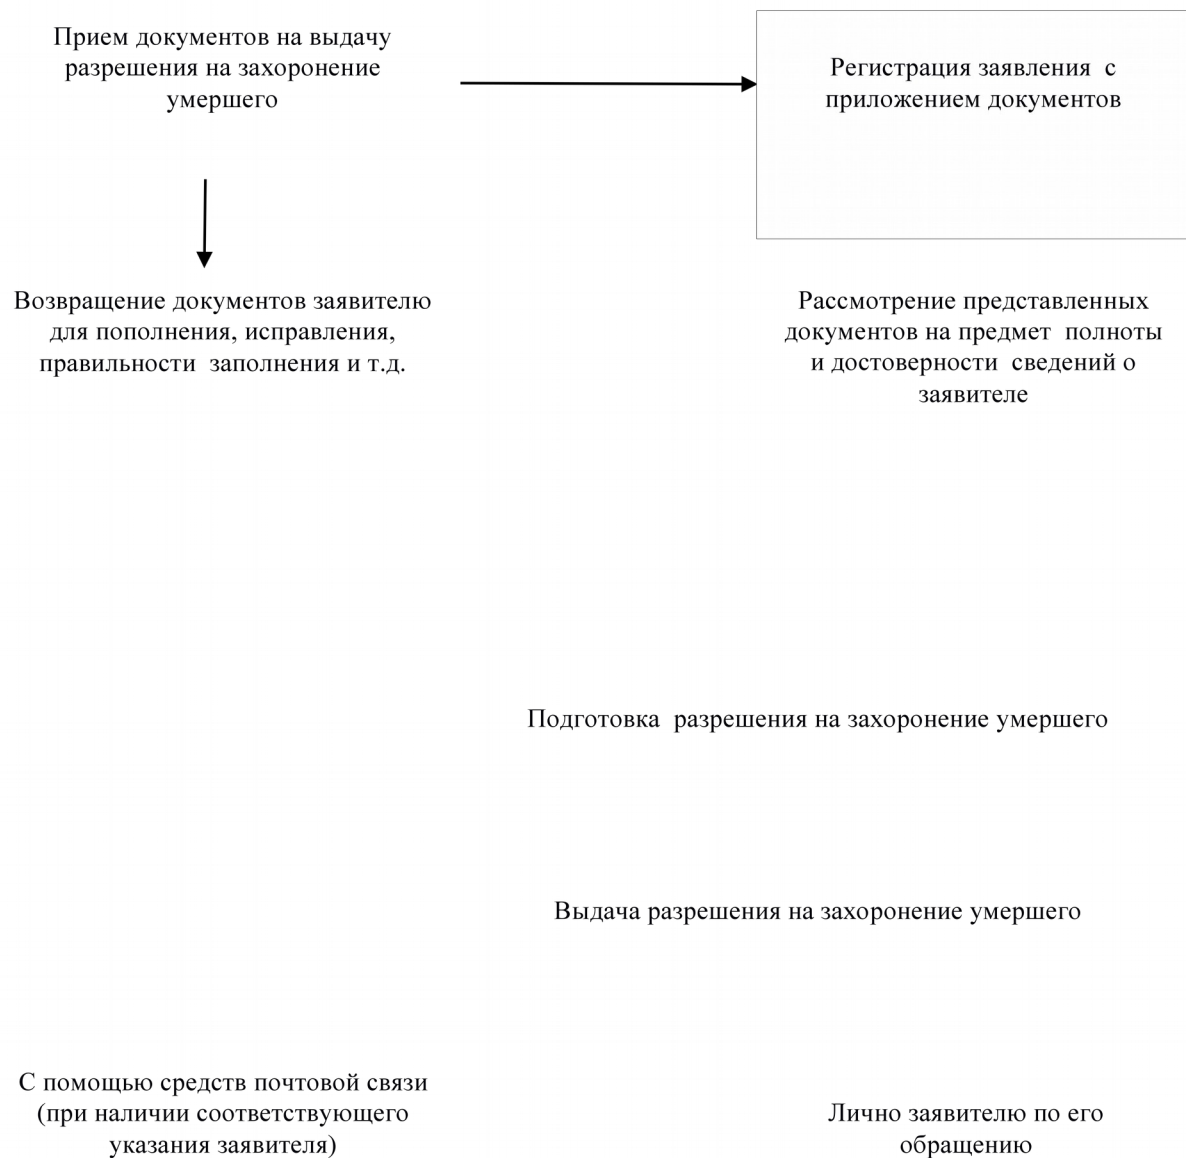 Прием документов на выдачу
разрешения на захоронение
умершего
Регистрация заявления  с
приложением документов
Возвращение документов заявителю
для пополнения, исправления,
правильности  заполнения и т.д.
Рассмотрение представленных
документов на предмет  полноты
и достоверности  сведений о
заявителе
Подготовка  разрешения на захоронение умершего
Выдача разрешения на захоронение умершего
С помощью средств почтовой связи
(при наличии соответствующего
указания заявителя)
Лично заявителю по его
обращению